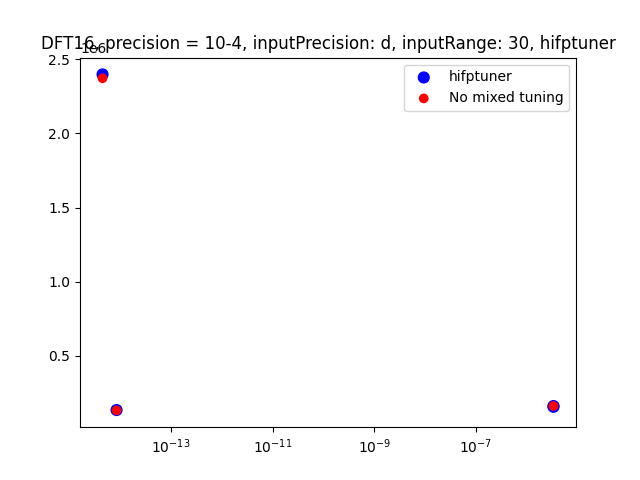 DFT16, precision = 10-4, inputPrecision: d, inputRange: 30, hifptuner
1e6
hifptuner
No mixed tuning
2.5
2.0
1.5
1.0
0.5
10⁻¹³ 10⁻¹¹ 10⁻⁹ 10⁻⁷